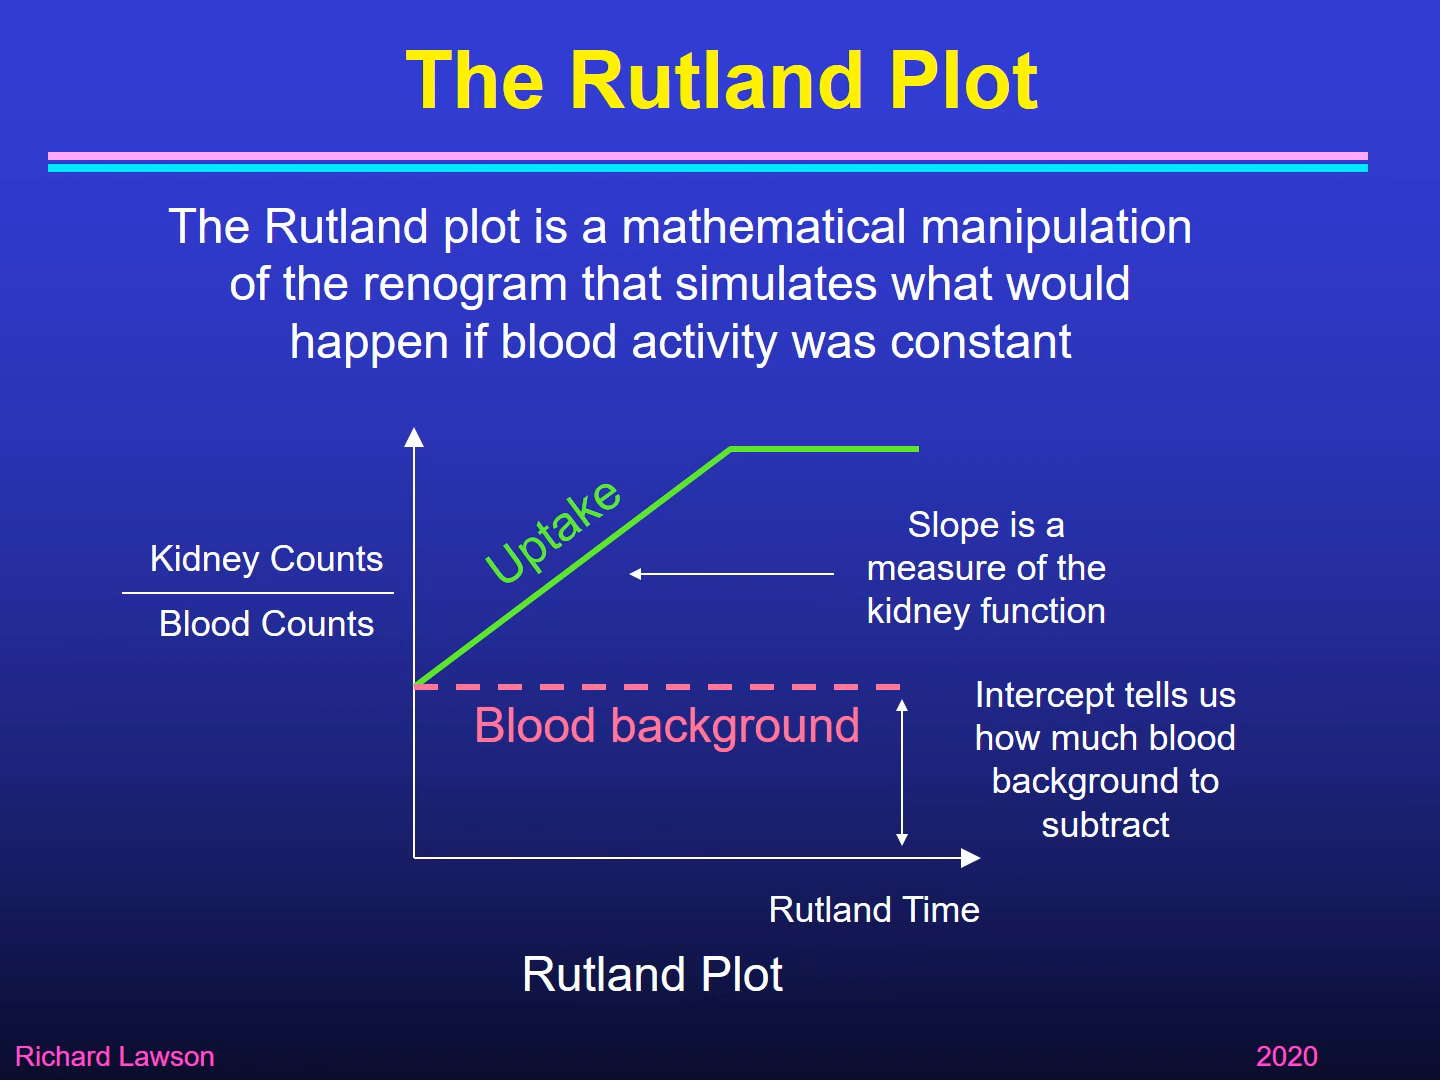 The Rutland Plot
The Rutland plot is a mathematical manipulation
of the renogram that simulates what would
happen if blood activity was constant
Uptake
Kidney Counts
Blood Counts
Slope is a
measure of the
kidney function
Blood background
Intercept tells us
how much blood
background to
subtract
Rutland Time
Rutland Plot
Richard Lawson
2020